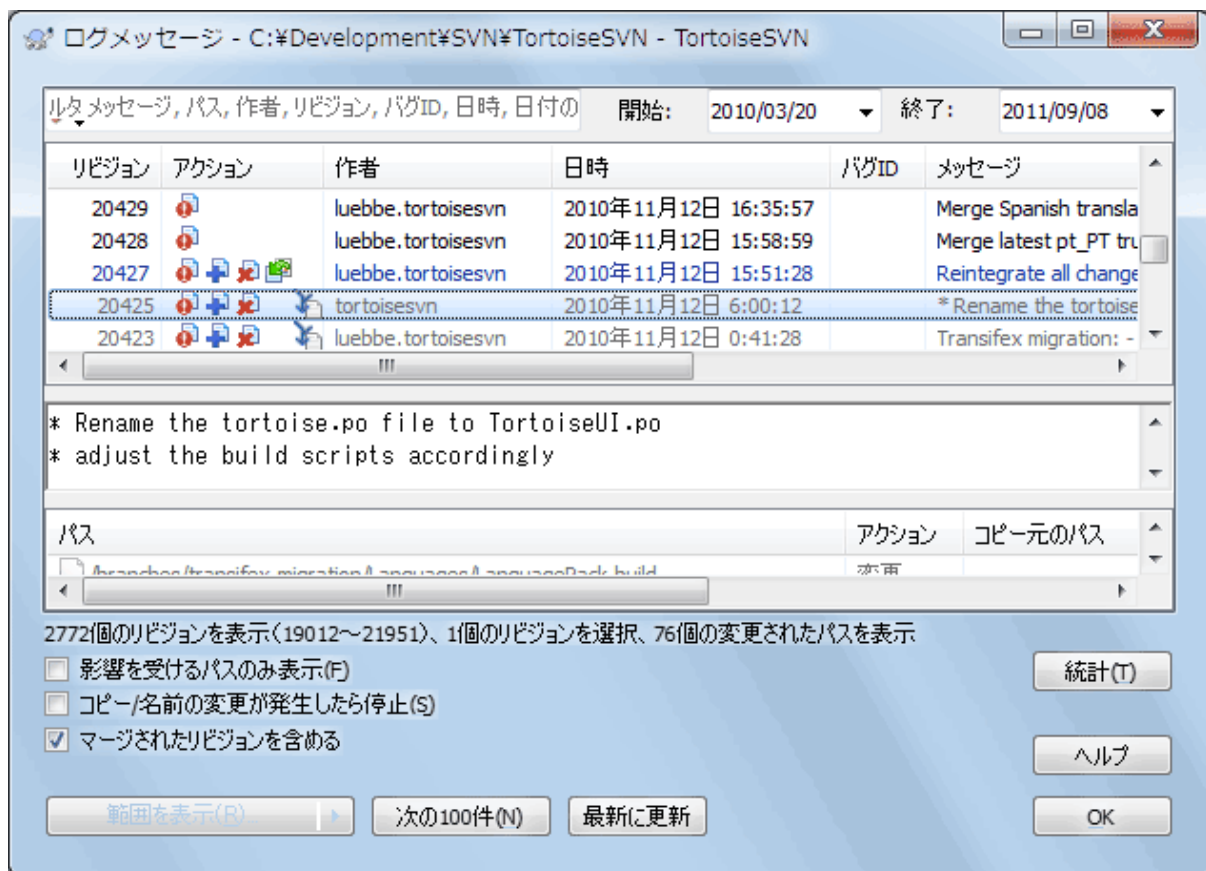 ログメッセージ - C:¥Development¥SVN¥TortoiseSVN - TortoiseSVN
ルタ メッセージ, パス, 作者, リビジョン, バグID, 日時, 日付の 開始: 2010/03/20 終了: 2011/09/08
リビジョン アクション 作者 日時 バグID メッセージ
20429 luebbe.tortoisesvn 2010年11月12日 16:35:57 Merge Spanish transla
20428 luebbe.tortoisesvn 2010年11月12日 15:58:59 Merge latest pt_PT tru
20427 luebbe.tortoisesvn 2010年11月12日 15:51:28 Reintegrate all change
20425 tortoisesvn 2010年11月12日 6:00:12 * Rename the tortoise
20423 luebbe.tortoisesvn 2010年11月12日 0:41:28 Transifex migration: -
* Rename the tortoise.po file to TortoiseUI.po
* adjust the build scripts accordingly
パス アクション コピー元のパス
/branches/transifex_migration/Languages/LanguagePack.build 変更
2772個のリビジョンを表示(19012～21951)、1個のリビジョンを選択、76個の変更されたパスを表示
影響を受けるパスのみ表示(F)
統計(T)
コピー/名前の変更が発生したら停止(S)
マージされたリビジョンを含める
ヘルプ
範囲を表示(R)... 次の100件(N) 最新に更新 OK